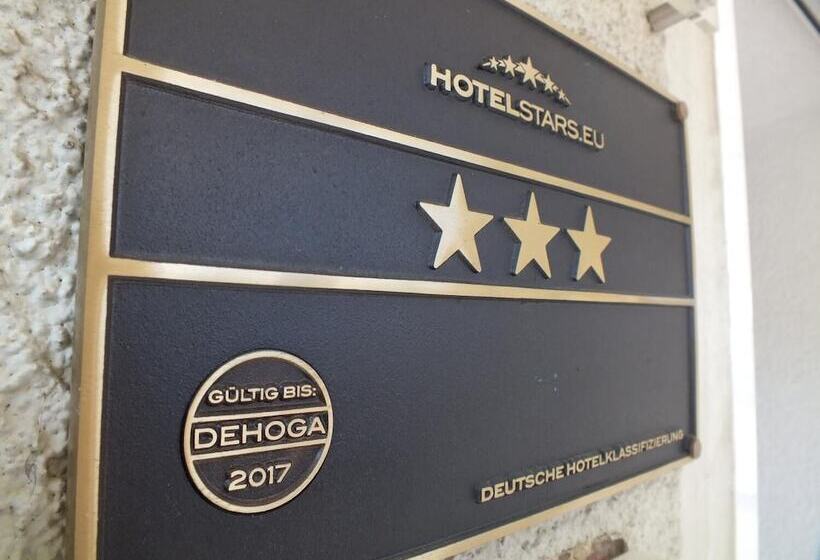 HOTELSTARS.EU
GÜLTIG BIS:
DEHOGA
2017
DEUTSCHE HOTELKLASSIFIZIERUNG